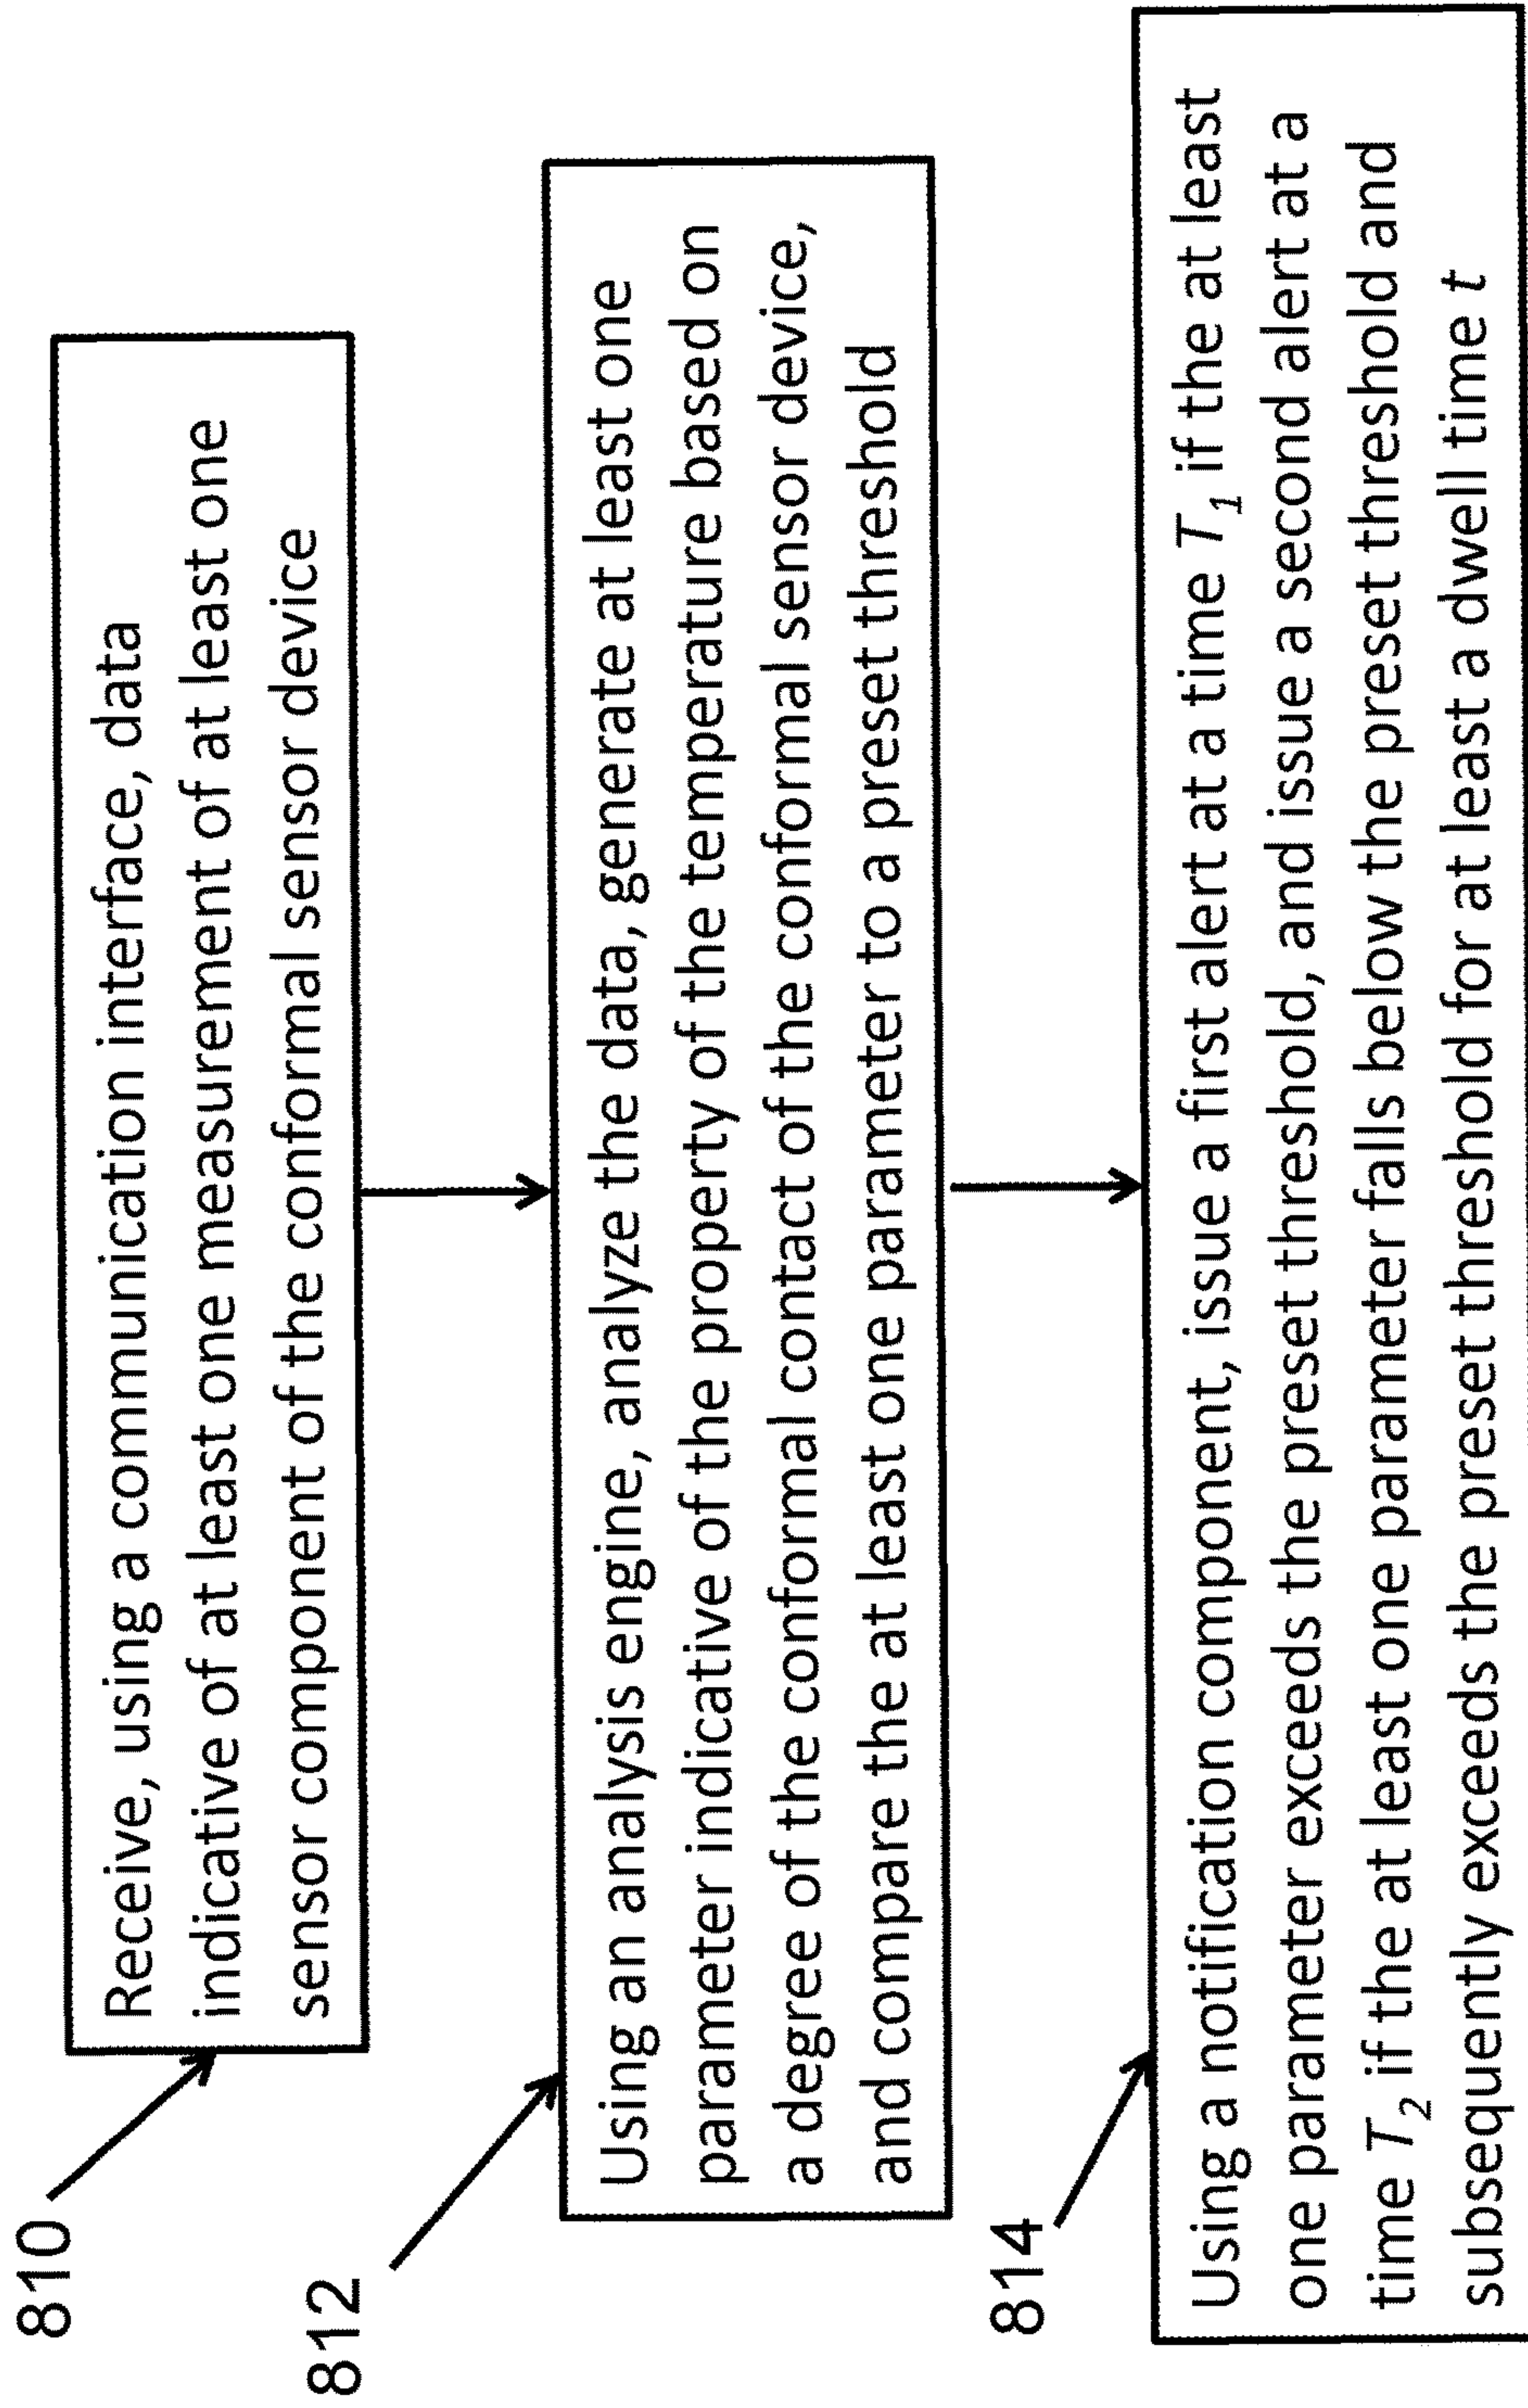 810
Receive, using a communication interface, data
indicative of at least one measurement of at least one
sensor component of the conformal sensor device
812
Using an analysis engine, analyze the data, generate at least one
parameter indicative of the property of the temperature based on
a degree of the conformal contact of the conformal sensor device,
and compare the at least one parameter to a preset threshold
814
Using a notification component, issue a first alert at a time T1 if the at least
one parameter exceeds the preset threshold, and issue a second alert at a
time T2 if the at least one parameter falls below the preset threshold and
subsequently exceeds the preset threshold for at least a dwell time t